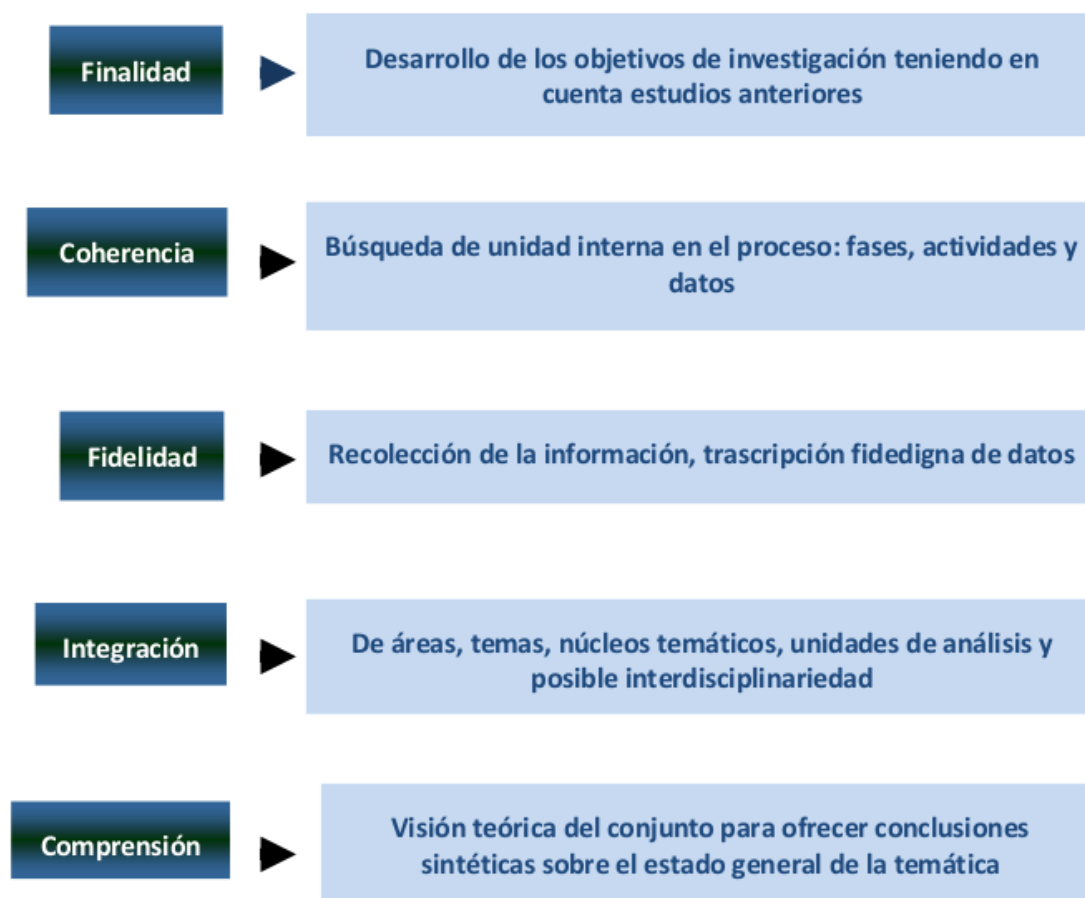 Finalidad
Desarrollo de los objetivos de investigación teniendo en
cuenta estudios anteriores
Coherencia
Búsqueda de unidad interna en el proceso: fases, actividades y
datos
Fidelidad
Recolección de la información, trascripción fidedigna de datos
Integración
De áreas, temas, núcleos temáticos, unidades de análisis y
posible interdisciplinariedad
Comprensión
Visión teórica del conjunto para ofrecer conclusiones
sintéticas sobre el estado general de la temática